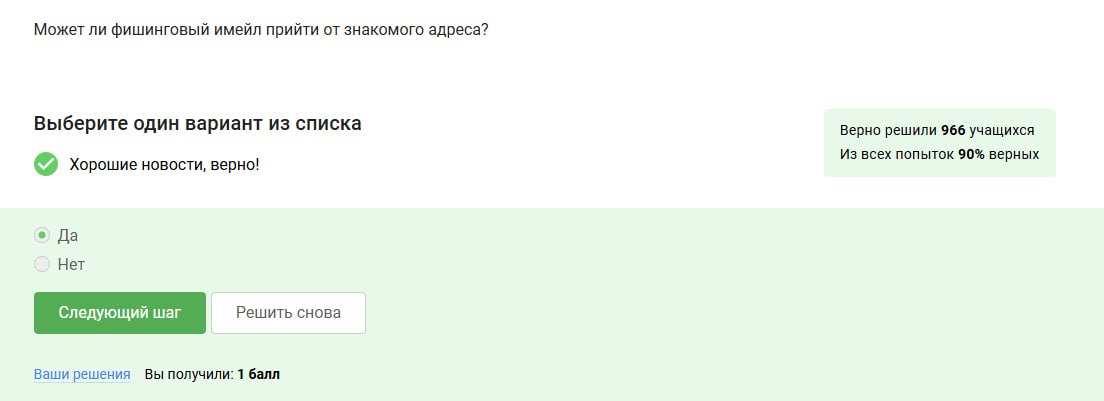 Может ли фишинговый имейл прийти от знакомого адреса?
Выберите один вариант из списка
Хорошие новости, верно!
Верно решили 966 учащихся
Из всех попыток 90% верных
Да
Нет
Следующий шаг
Решить снова
Ваши решения Вы получили: 1 балл